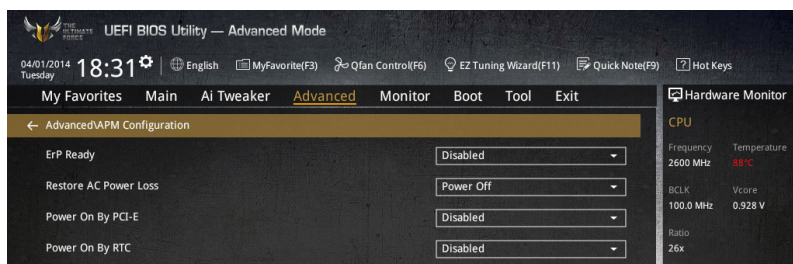 THE ULTIMATE FORCE
UEFI BIOS Utility — Advanced Mode
04/01/2014
Tuesday
18:31
English
MyFavorite(F3)
Qfan Control(F6)
EZ Tuning Wizard(F11)
Quick Note(F9)
? Hot Keys
My Favorites
Main
Ai Tweaker
Advanced
Monitor
Boot
Tool
Exit
Hardware Monitor
← Advanced\APM Configuration
ErP Ready
Disabled
Restore AC Power Loss
Power Off
Power On By PCI-E
Disabled
Power On By RTC
Disabled
CPU
Frequency
Temperature
2600 MHz
88°C
BCLK
Vcore
100.0 MHz
0.928 V
Ratio
26x